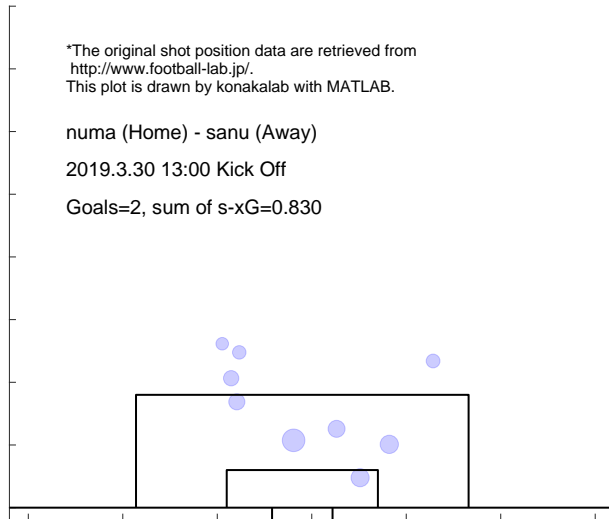 *The original shot position data are retrieved from
http://www.football-lab.jp/.
This plot is drawn by konakalab with MATLAB.
numa (Home) - sanu (Away)
2019.3.30 13:00 Kick Off
Goals=2, sum of s-xG=0.830